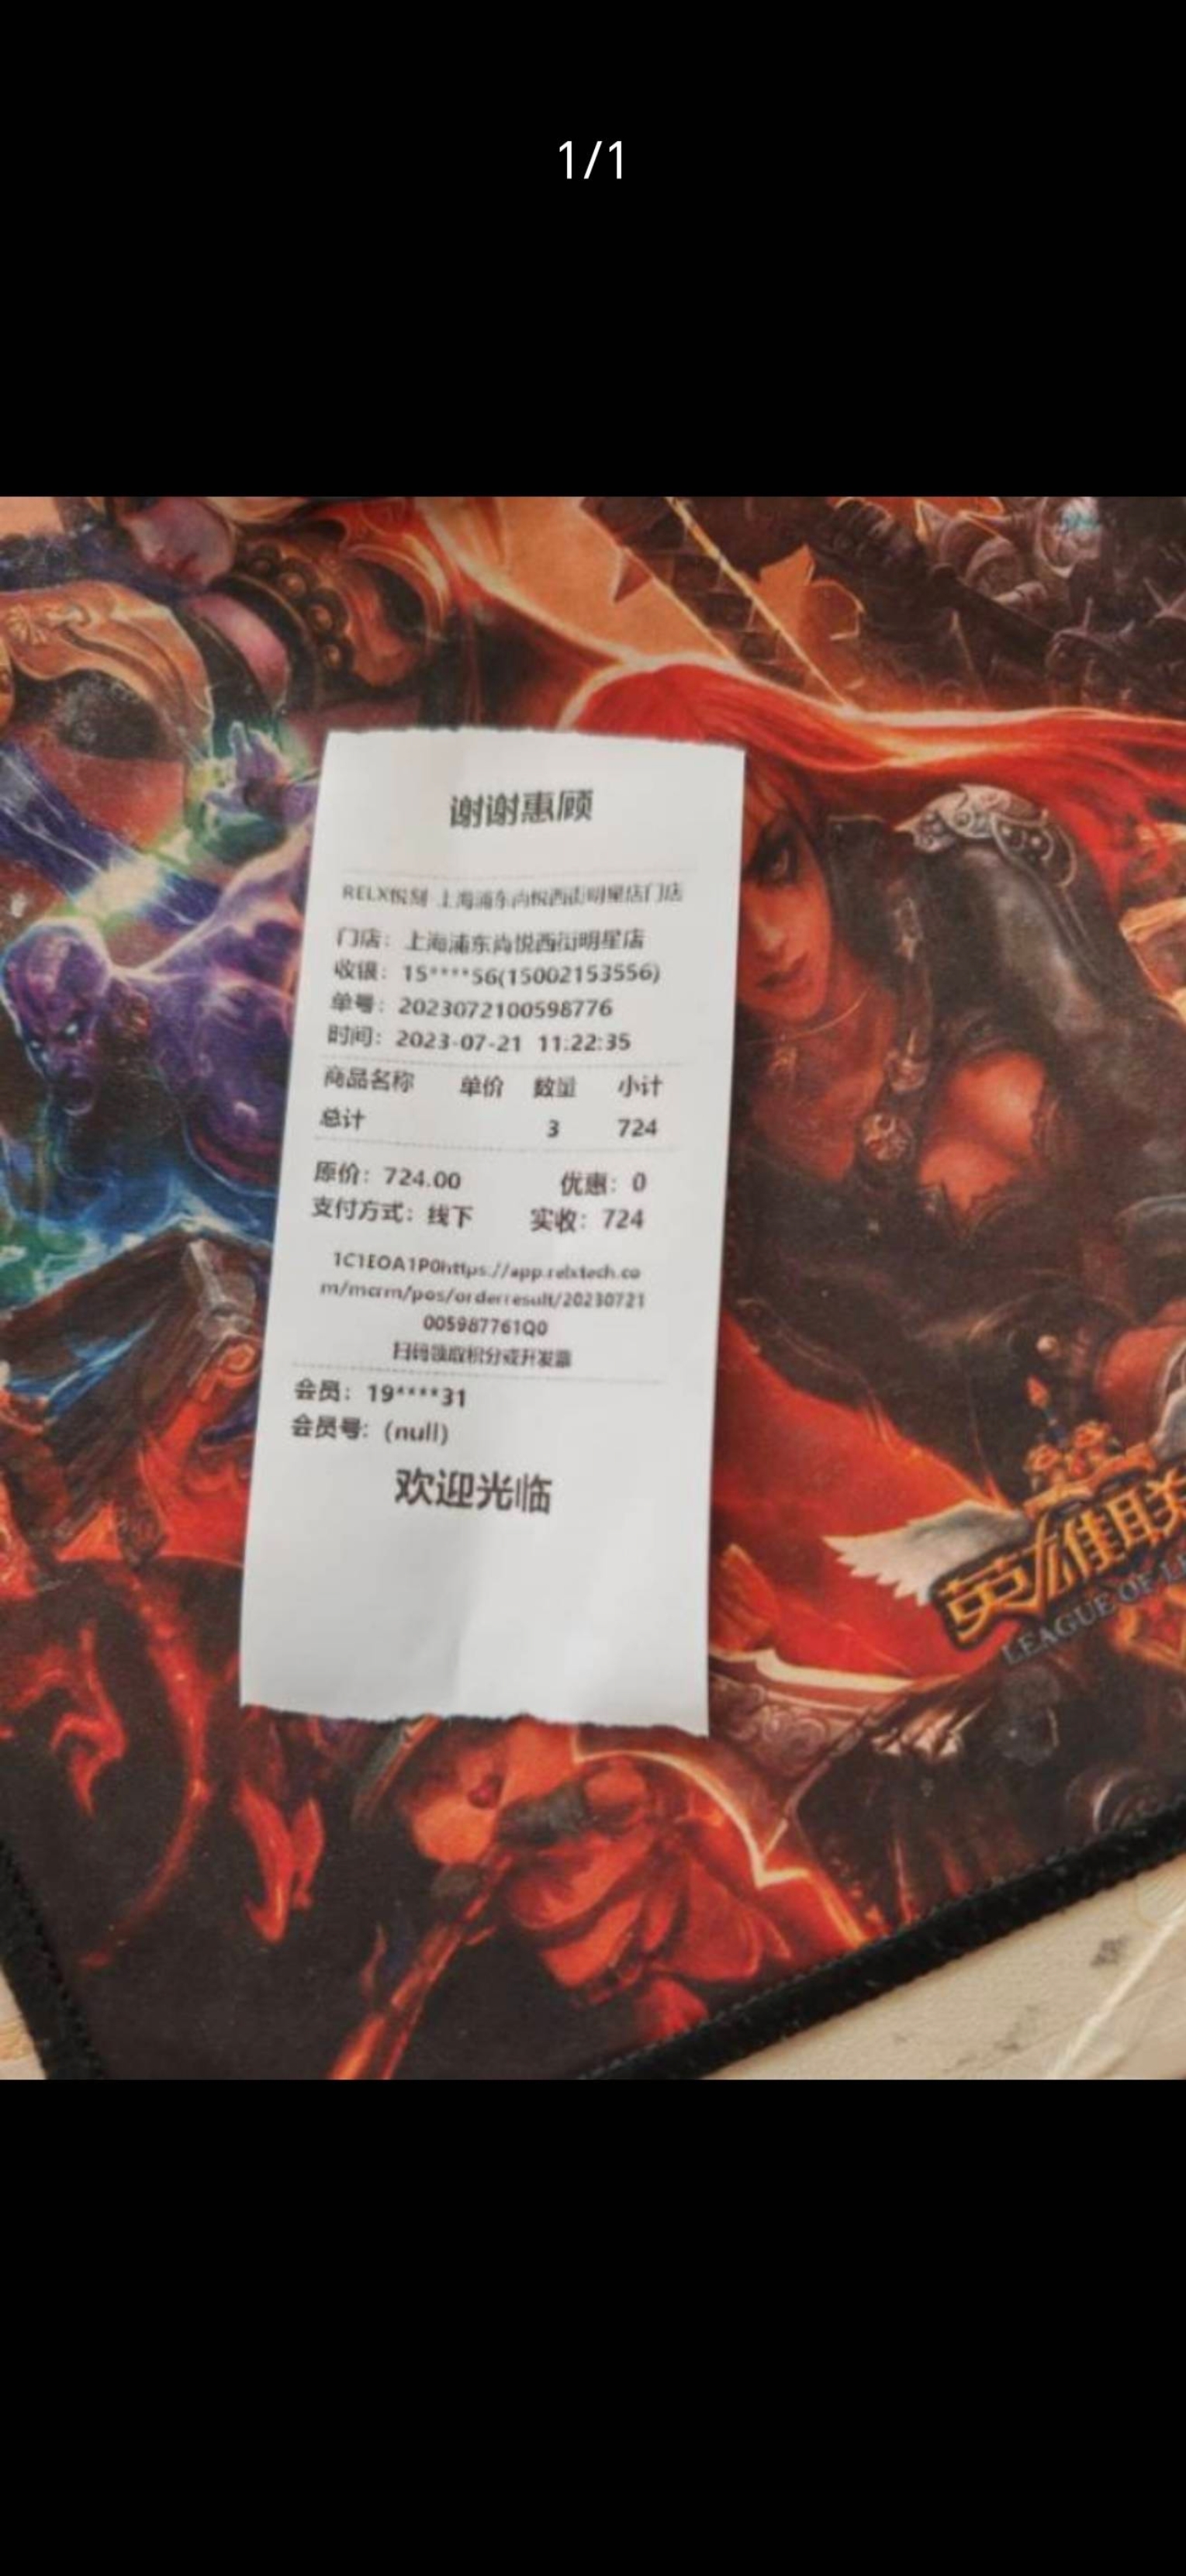 1/1
谢谢惠顾
RELX悦刻 上海浦东尚悦西街明星店门店
门店：上海浦东尚悦西街明星店
收银：15****56(15002153556)
单号：2023072100598776
时间：2023-07-21 11:22:35
商品名称 单价 数量 小计
总计 3 724
原价：724.00 优惠：0
支付方式：线下 实收：724
1C1EOA1P0https://app.relxtech.co
m/mcrm/pos/orderresult/20230721
005987761Q0
扫码领取积分或开发票
会员：19****31
会员号：(null)
欢迎光临
英雄联
LEAGUE OF LE